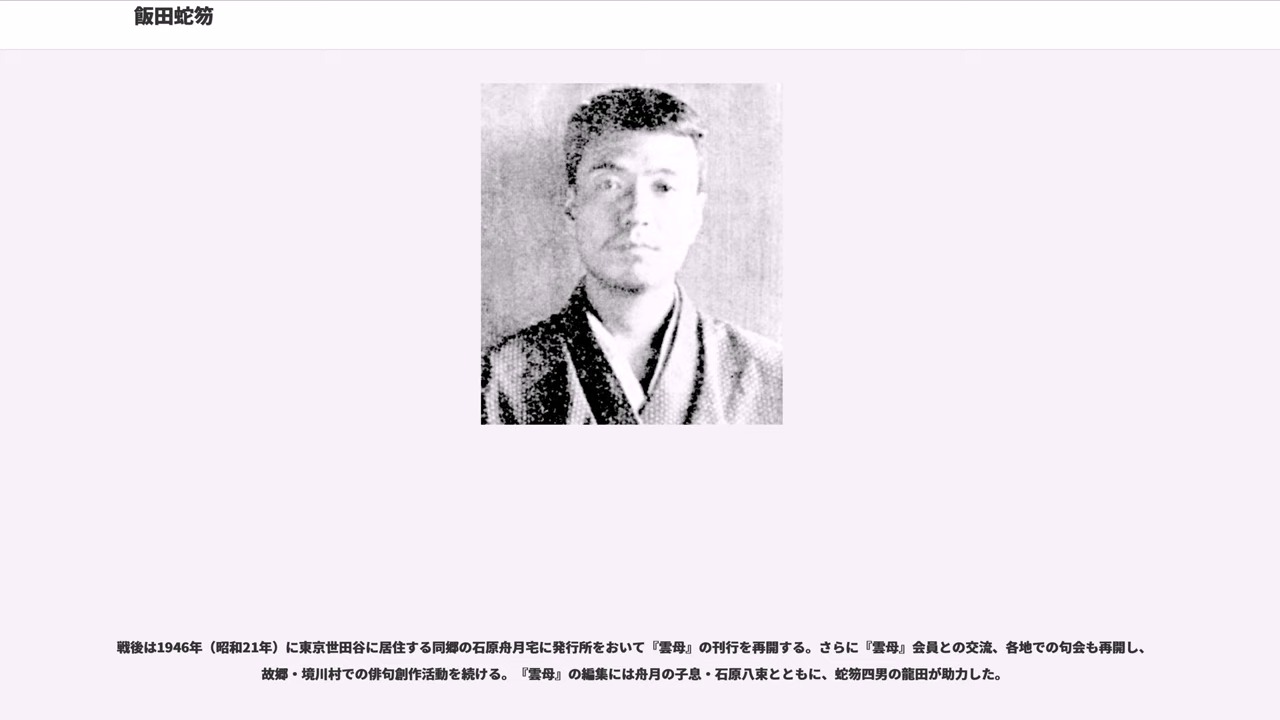 飯田蛇笏
戦後は1946年（昭和21年）に東京世田谷に居住する同郷の石原舟月宅に発行所をおいて『雲母』の刊行を再開する。さらに『雲母』会員との交流、各地での句会も再開し、
故郷・境川村での俳句創作活動を続ける。『雲母』の編集には舟月の子息・石原八束とともに、蛇笏四男の龍田が助力した。